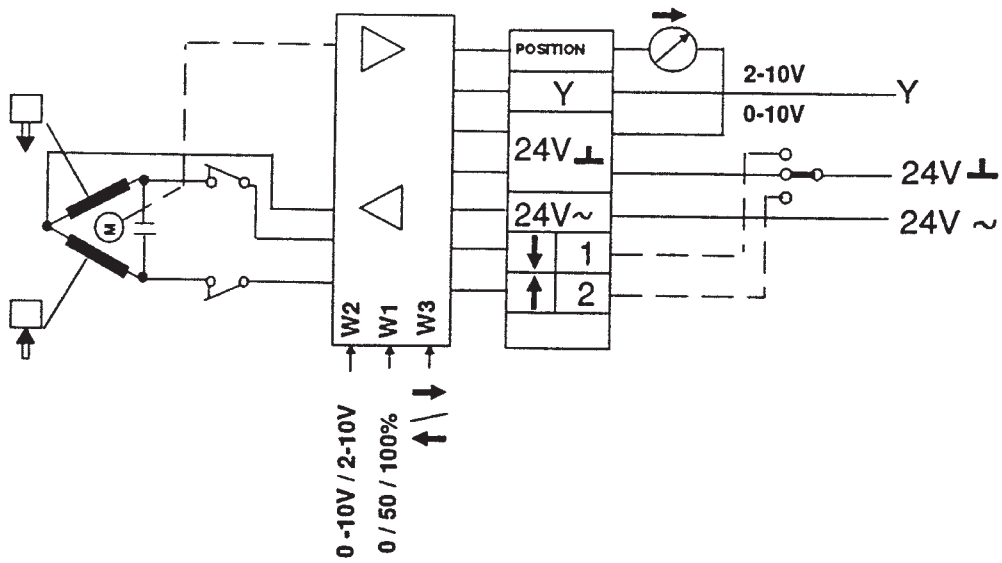 POSITION
Y
2-10V
Y
0-10V
24V ⊥
24V ⊥
24V~
24V ~
M
1
2
W2
W1
W3
0 -10V / 2-10V
0 / 50 / 100%